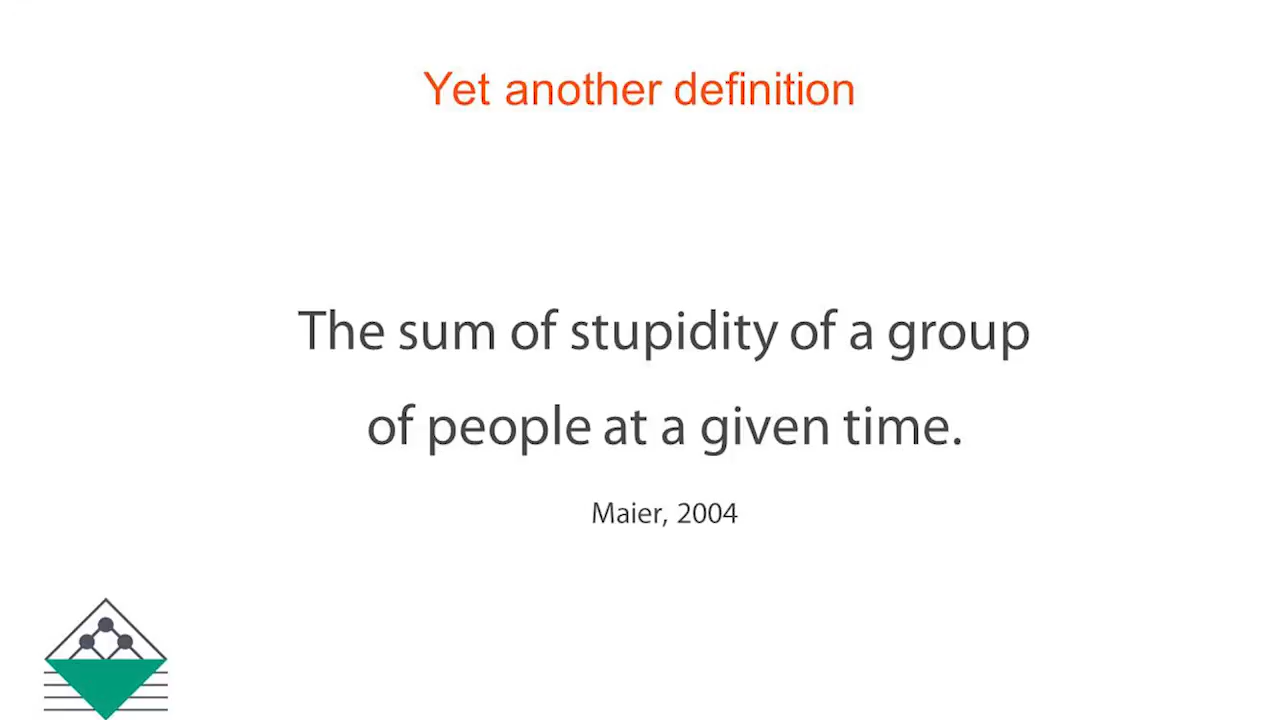 Yet another definition
The sum of stupidity of a group
of people at a given time.
Maier, 2004